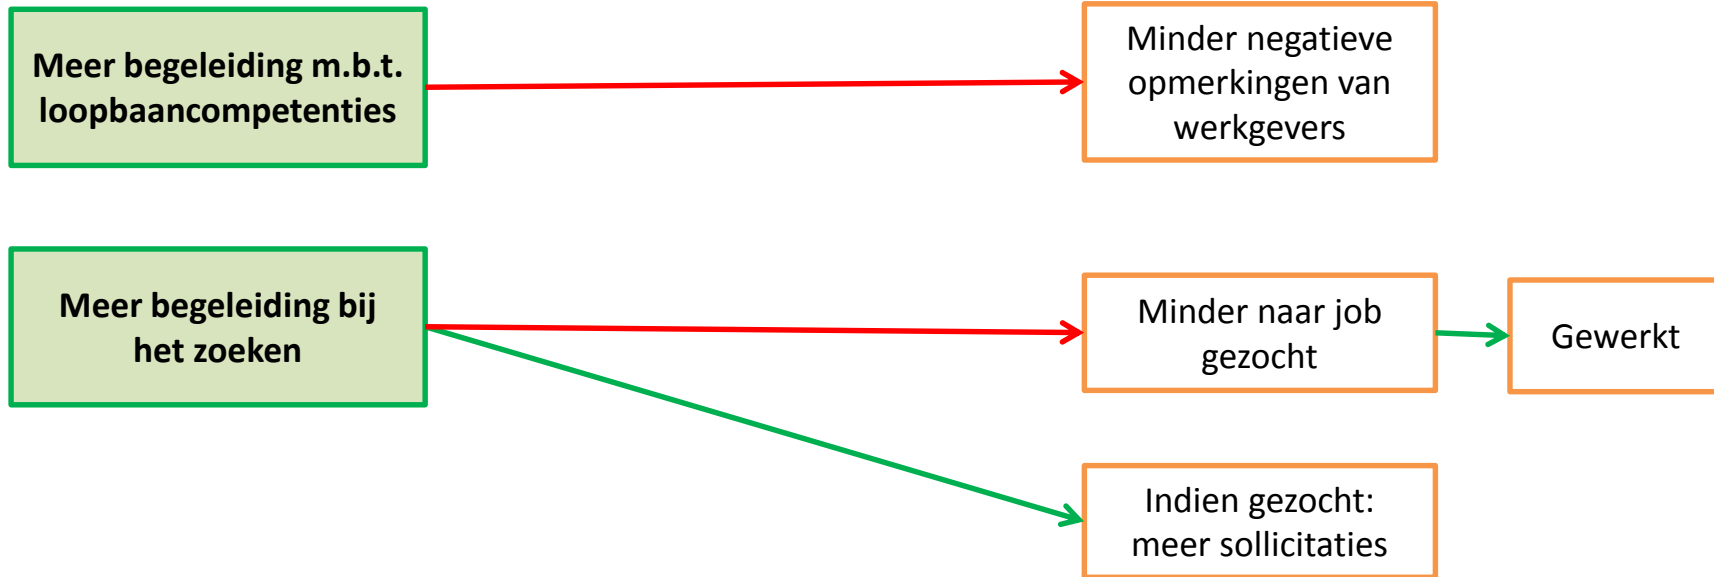 Meer begeleiding m.b.t.
loopbaancompetenties
Minder negatieve
opmerkingen van
werkgevers
Meer begeleiding bij
het zoeken
Minder naar job
gezocht
Gewerkt
Indien gezocht:
meer sollicitaties